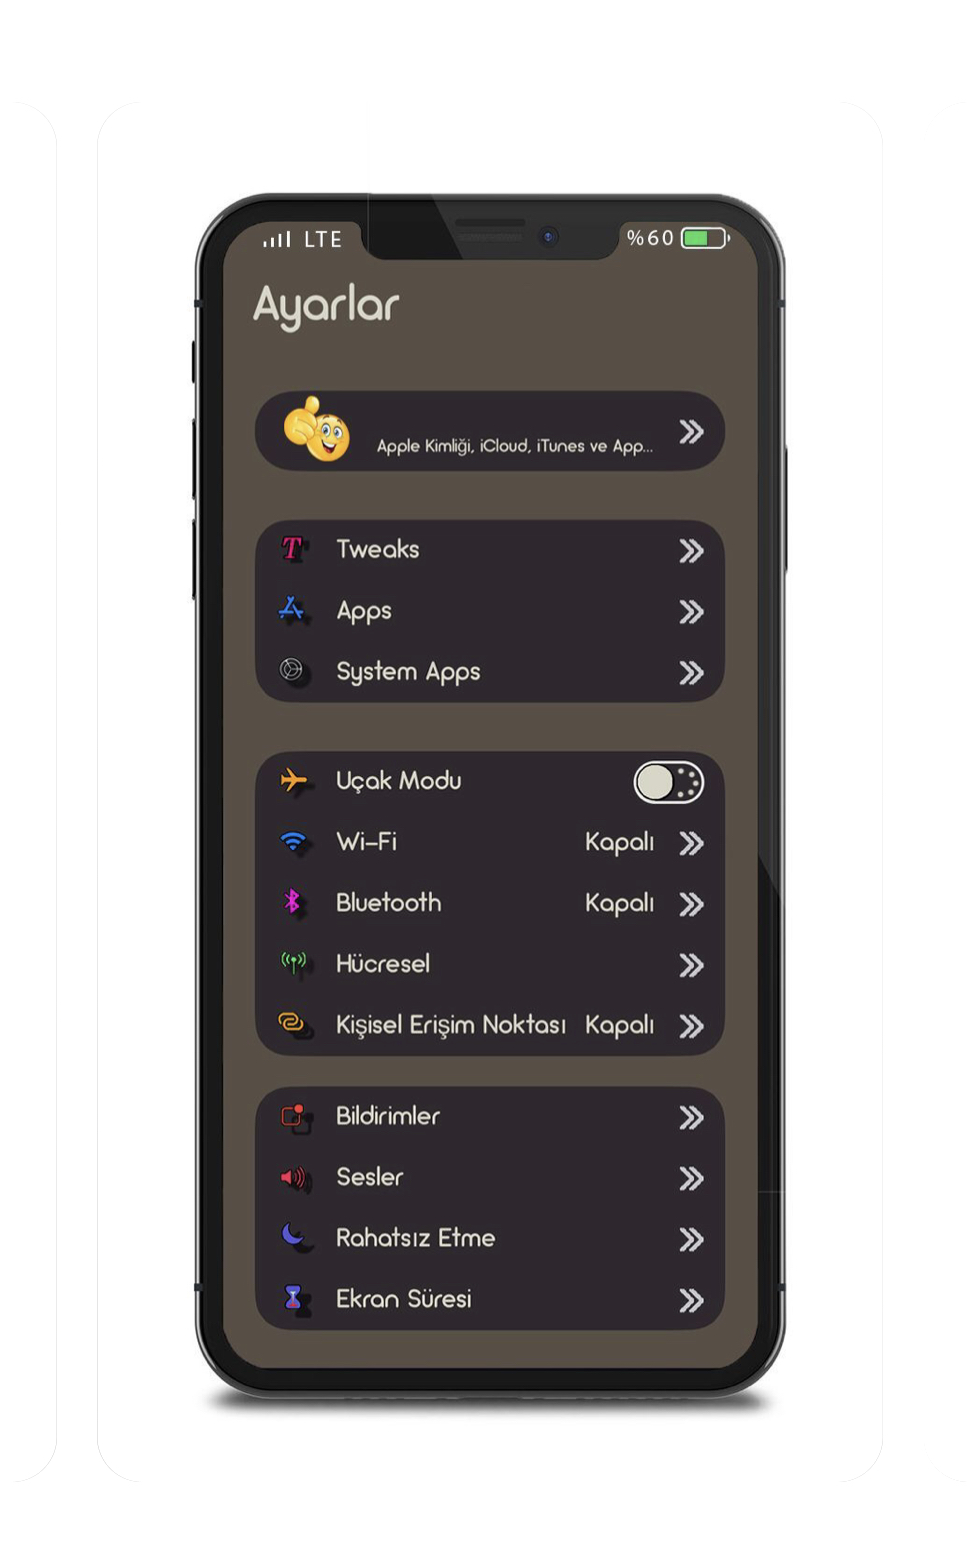 LTE %60
Ayarlar
Apple Kimliği, iCloud, iTunes ve App...
Tweaks
Apps
System Apps
Uçak Modu
Wi-Fi Kapalı
Bluetooth Kapalı
Hücresel
Kişisel Erişim Noktası Kapalı
Bildirimler
Sesler
Rahatsız Etme
Ekran Süresi